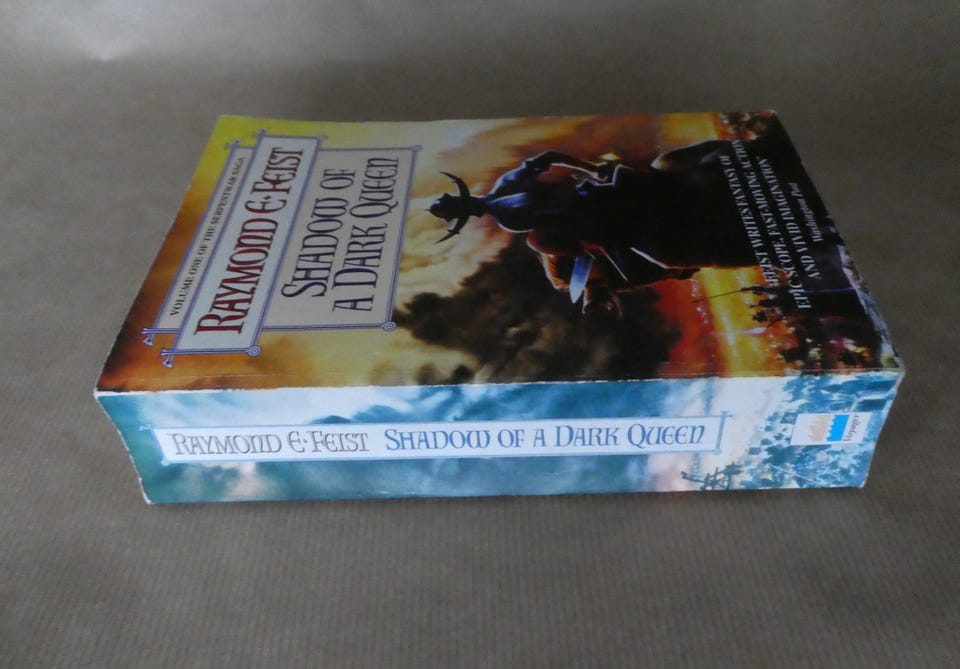 VOLUME ONE OF THE SERPENTWAR SAGA
RAYMOND E·FEIST
SHADOW OF
A DARK QUEEN
'FEIST WRITES FANTASY OF
EPIC SCOPE, FAST-MOVING ACTION
AND VIVID IMAGINATION'
Washington Post
RAYMOND E·FEIST SHADOW OF A DARK QUEEN
Voyager